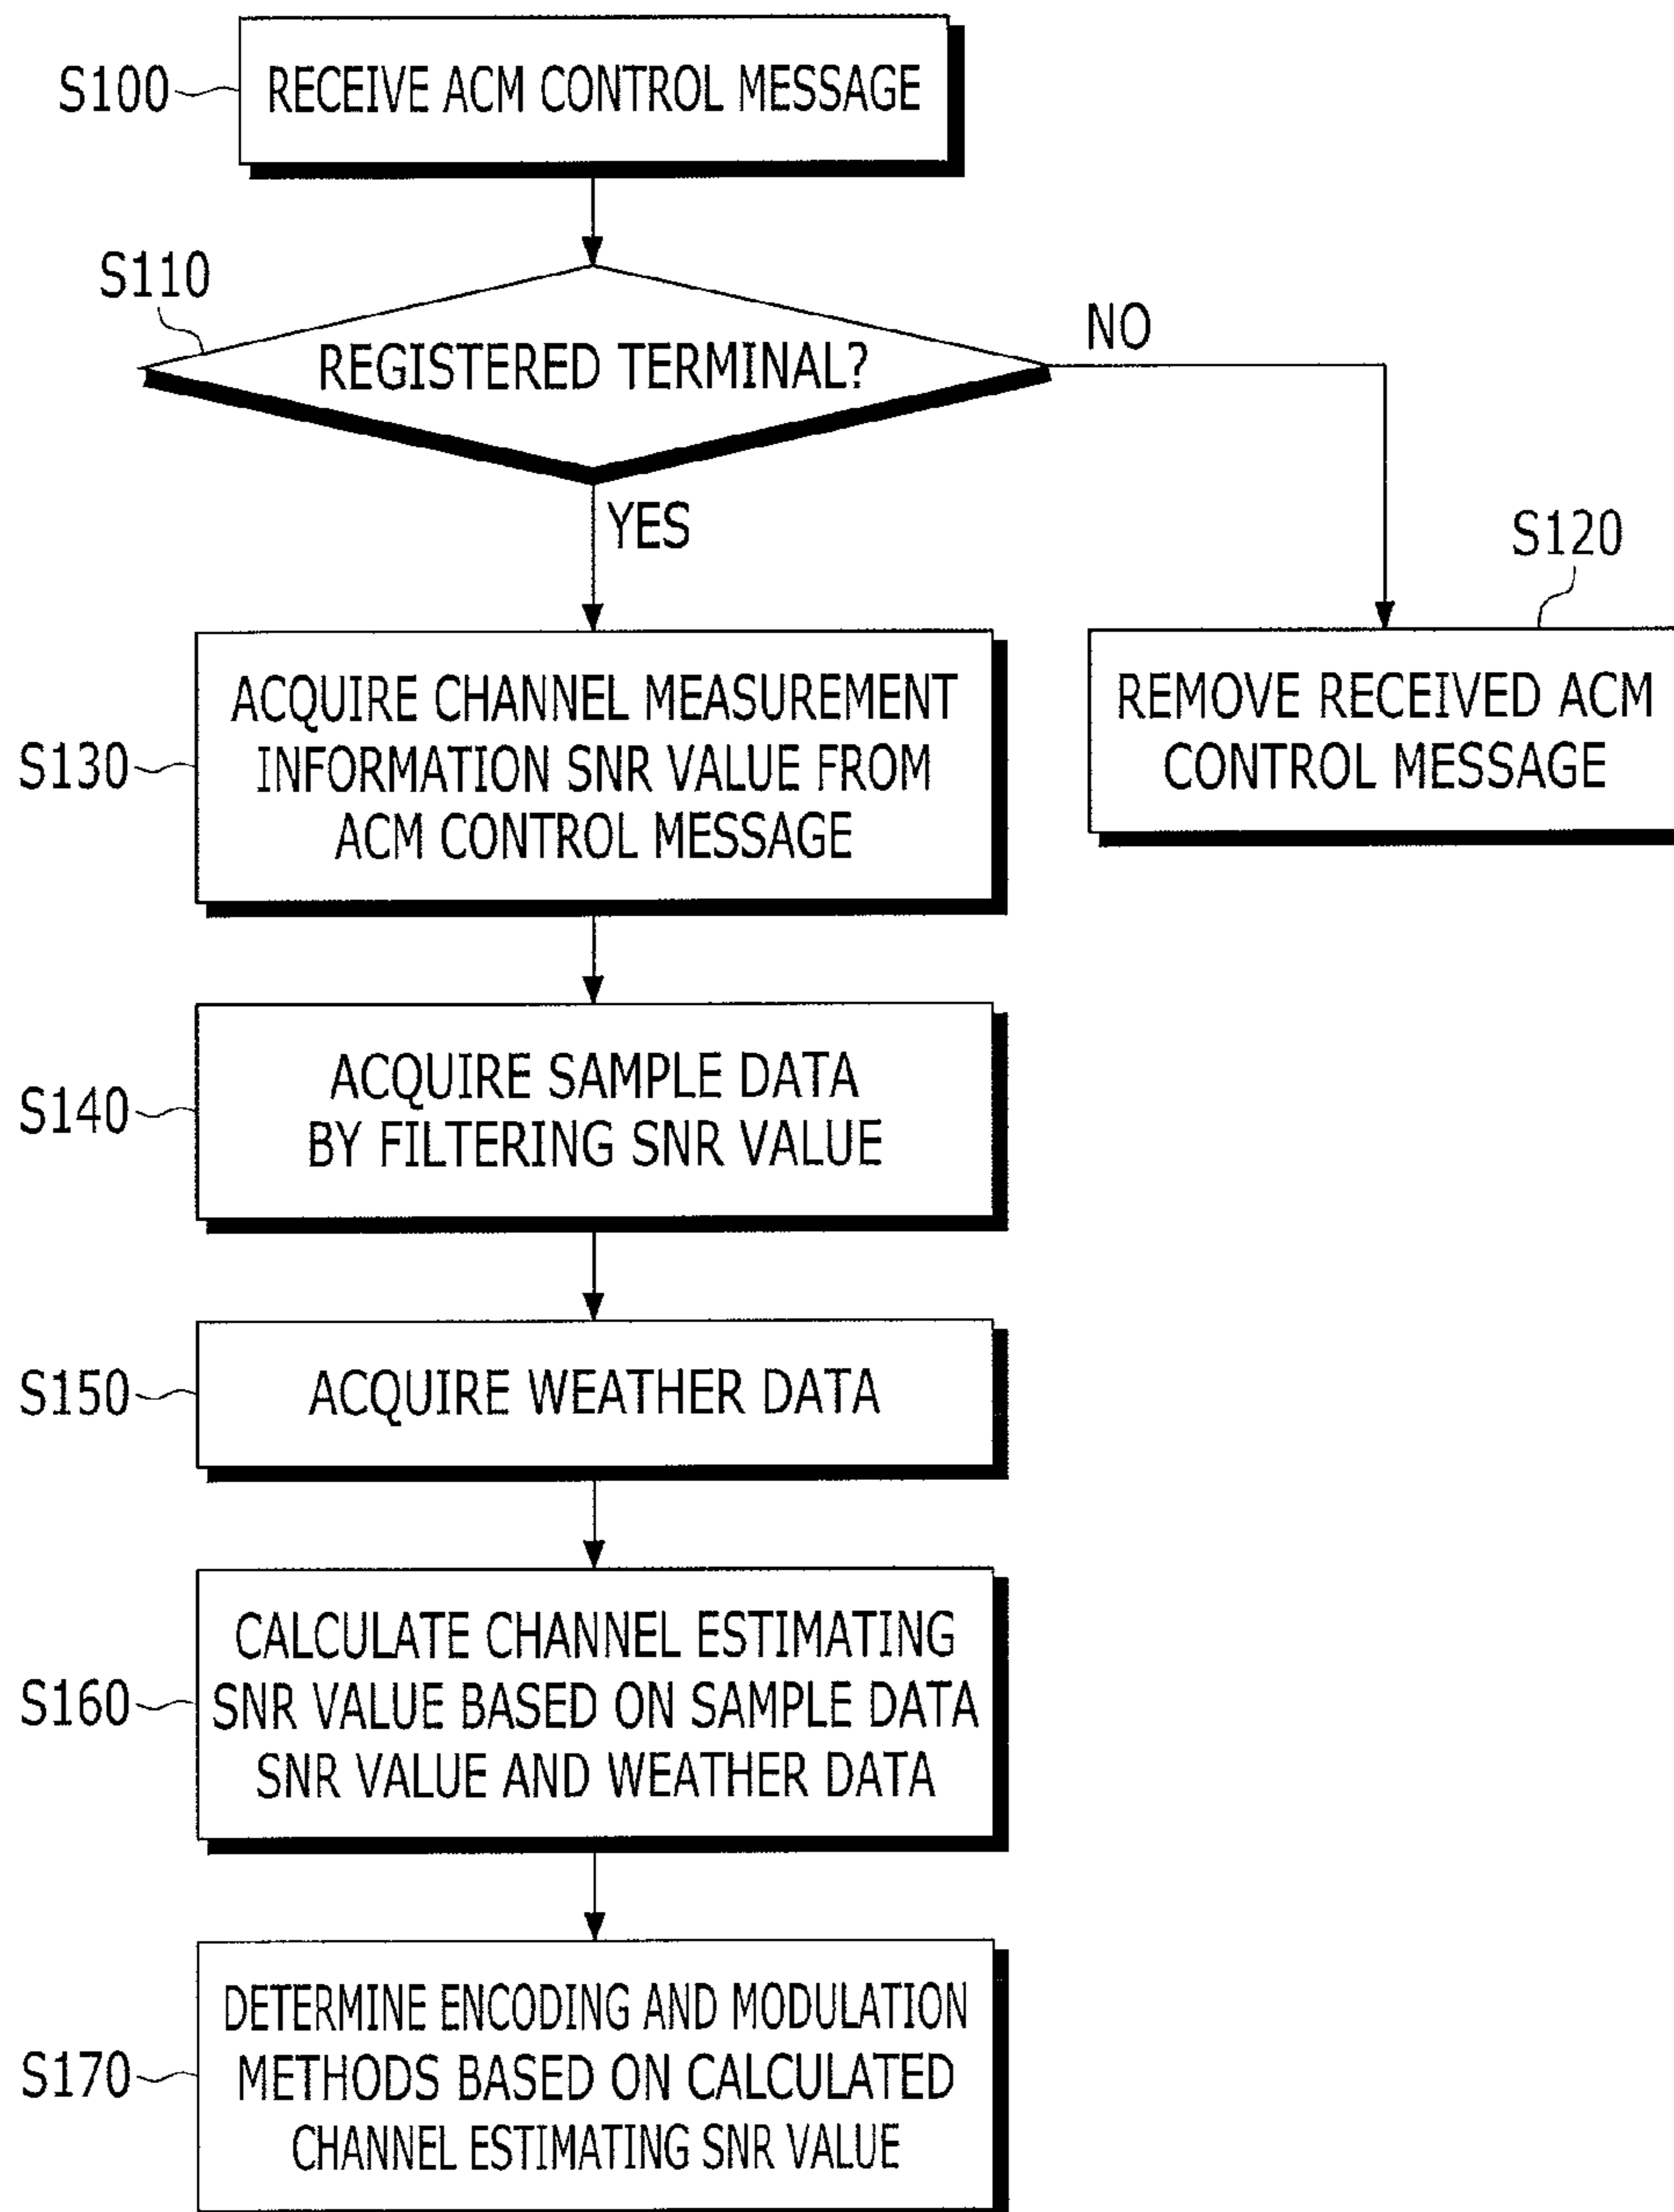 S100
RECEIVE ACM CONTROL MESSAGE
S110
REGISTERED TERMINAL?
NO
YES
S120
REMOVE RECEIVED ACM
CONTROL MESSAGE
S130
ACQUIRE CHANNEL MEASUREMENT
INFORMATION SNR VALUE FROM
ACM CONTROL MESSAGE
S140
ACQUIRE SAMPLE DATA
BY FILTERING SNR VALUE
S150
ACQUIRE WEATHER DATA
S160
CALCULATE CHANNEL ESTIMATING
SNR VALUE BASED ON SAMPLE DATA
SNR VALUE AND WEATHER DATA
S170
DETERMINE ENCODING AND MODULATION
METHODS BASED ON CALCULATED
CHANNEL ESTIMATING SNR VALUE